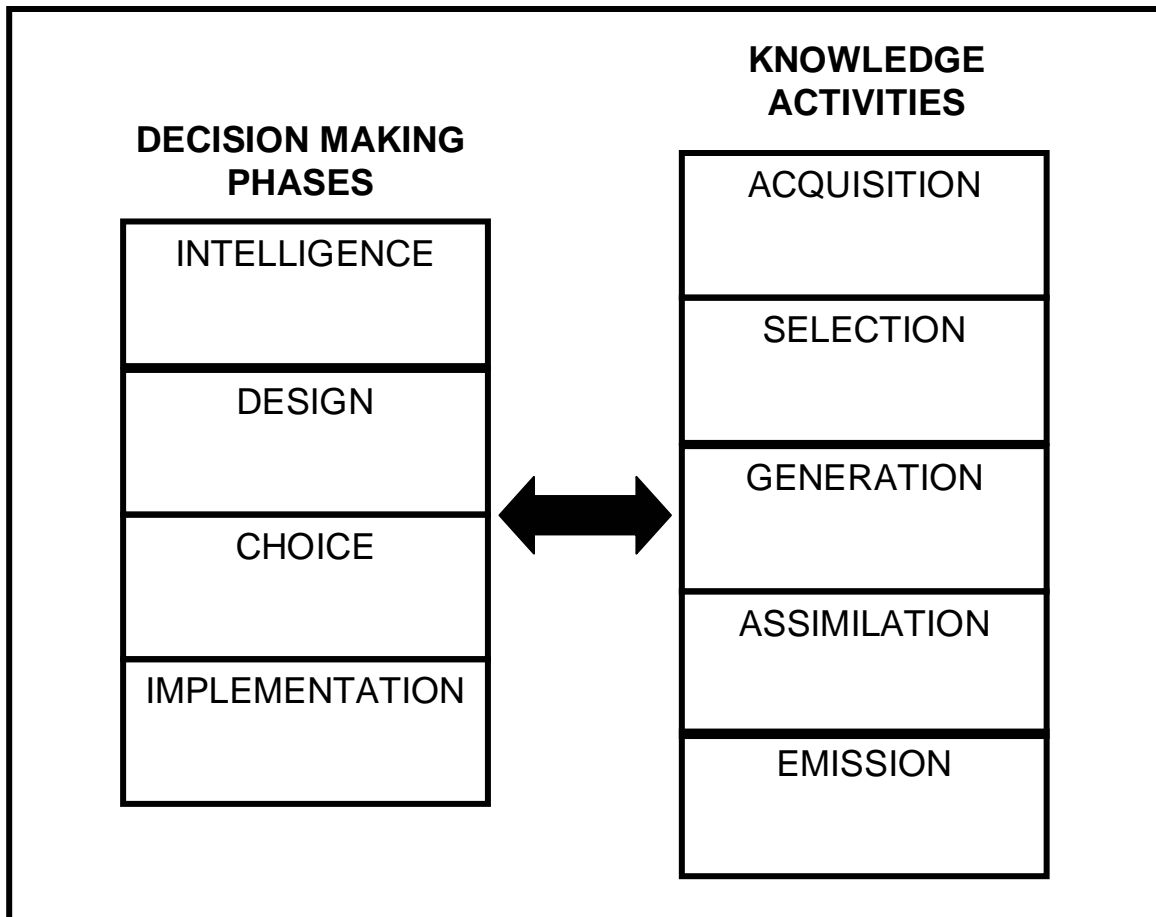 DECISION MAKING
PHASES
INTELLIGENCE
DESIGN
CHOICE
IMPLEMENTATION
KNOWLEDGE
ACTIVITIES
ACQUISITION
SELECTION
GENERATION
ASSIMILATION
EMISSION